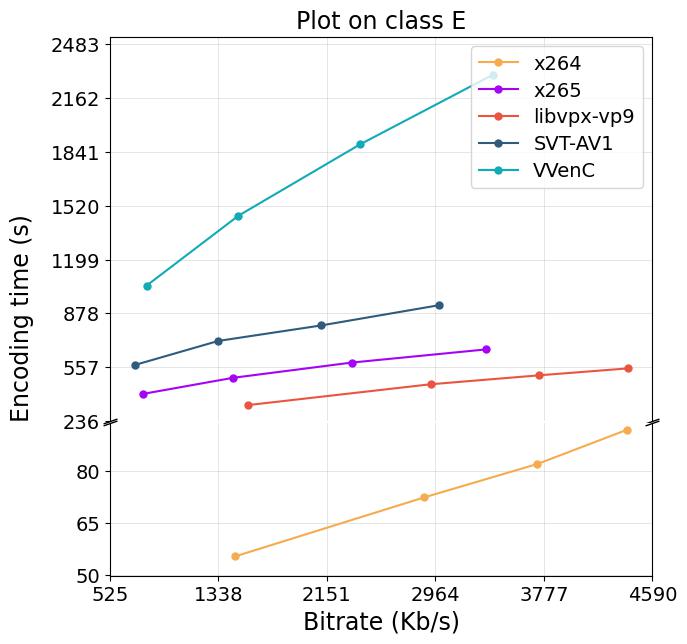 Plot on class E
2483
2162
1841
1520
1199
878
557
236
80
65
50
Encoding time (s)
x264
x265
libvpx-vp9
SVT-AV1
VVenC
525 1338 2151 2964 3777 4590
Bitrate (Kb/s)